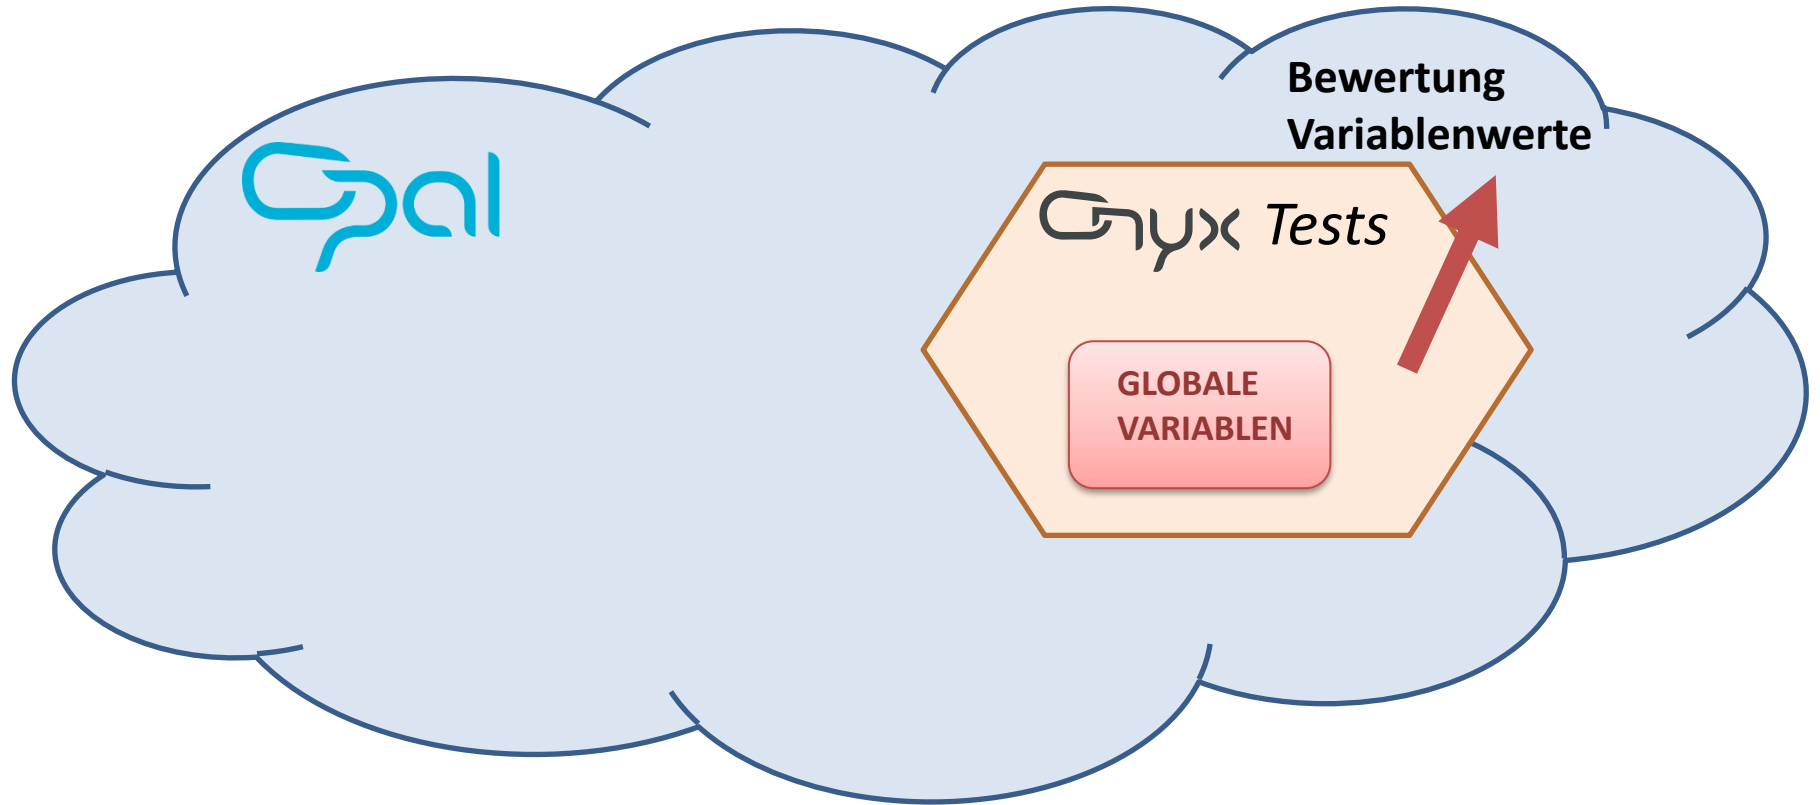 Bewertung
Variablenwerte
Opal
Onyx Tests
GLOBALE
VARIABLEN